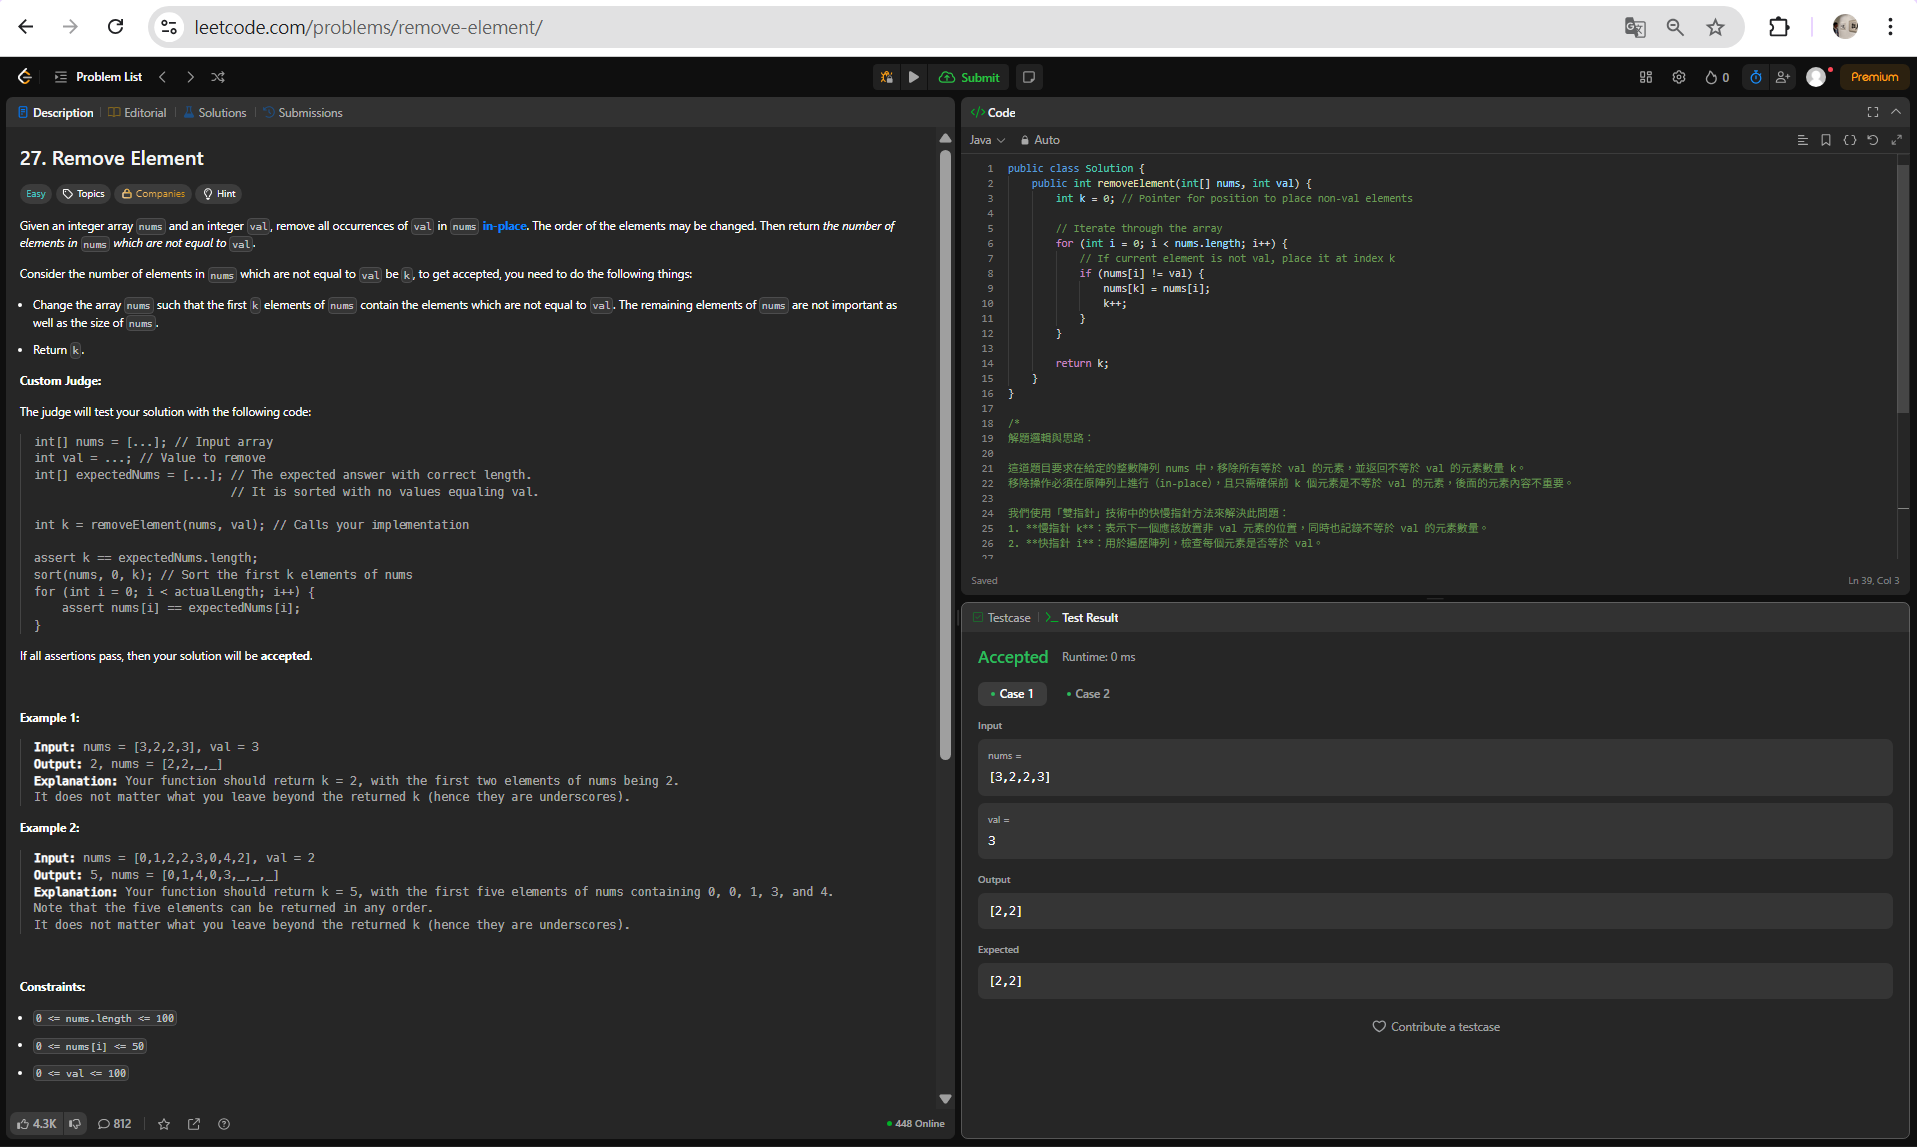 leetcode.com/problems/remove-element/
Problem List
Submit
0
Premium
Description
Editorial
Solutions
Submissions
27. Remove Element
Easy
Topics
Companies
Hint
Given an integer array nums and an integer val, remove all occurrences of val in nums in-place. The order of the elements may be changed. Then return the number of
elements in nums which are not equal to val.
Consider the number of elements in nums which are not equal to val be k, to get accepted, you need to do the following things:
• Change the array nums such that the first k elements of nums contain the elements which are not equal to val. The remaining elements of nums are not important as
well as the size of nums.
• Return k.
Custom Judge:
The judge will test your solution with the following code:
int[] nums = [...]; // Input array
int val = ...; // Value to remove
int[] expectedNums = [...]; // The expected answer with correct length.
// It is sorted with no values equaling val.
int k = removeElement(nums, val); // Calls your implementation
assert k == expectedNums.length;
sort(nums, 0, k); // Sort the first k elements of nums
for (int i = 0; i < actualLength; i++) {
assert nums[i] == expectedNums[i];
}
If all assertions pass, then your solution will be accepted.
Example 1:
Input: nums = [3,2,2,3], val = 3
Output: 2, nums = [2,2,_,_]
Explanation: Your function should return k = 2, with the first two elements of nums being 2.
It does not matter what you leave beyond the returned k (hence they are underscores).
Example 2:
Input: nums = [0,1,2,2,3,0,4,2], val = 2
Output: 5, nums = [0,1,4,0,3,_,_,_]
Explanation: Your function should return k = 5, with the first five elements of nums containing 0, 0, 1, 3, and 4.
Note that the five elements can be returned in any order.
It does not matter what you leave beyond the returned k (hence they are underscores).
Constraints:
• 0 <= nums.length <= 100
• 0 <= nums[i] <= 50
• 0 <= val <= 100
4.3K
812
448 Online
Code
Java
Auto
1 public class Solution {
2 public int removeElement(int[] nums, int val) {
3 int k = 0; // Pointer for position to place non-val elements
4
5 // Iterate through the array
6 for (int i = 0; i < nums.length; i++) {
7 // If current element is not val, place it at index k
8 if (nums[i] != val) {
9 nums[k] = nums[i];
10 k++;
11 }
12 }
13
14 return k;
15 }
16 }
17
18 /*
19 解題邏輯與思路：
20
21 這道題目要求在給定的整數陣列 nums 中，移除所有等於 val 的元素，並返回不等於 val 的元素數量 k。
22 移除操作必須在原陣列上進行（in-place），且只需確保前 k 個元素是不等於 val 的元素，後面的元素內容不重要。
23
24 我們使用「雙指針」技術中的快慢指針方法來解決此問題：
25 1. **慢指針 k**：表示下一個應該放置非 val 元素的位置，同時也記錄不等於 val 的元素數量。
26 2. **快指針 i**：用於遍歷陣列，檢查每個元素是否等於 val。
27
Saved
Ln 39, Col 3
Testcase
Test Result
Accepted
Runtime: 0 ms
Case 1
Case 2
Input
nums =
[3,2,2,3]
val =
3
Output
[2,2]
Expected
[2,2]
Contribute a testcase